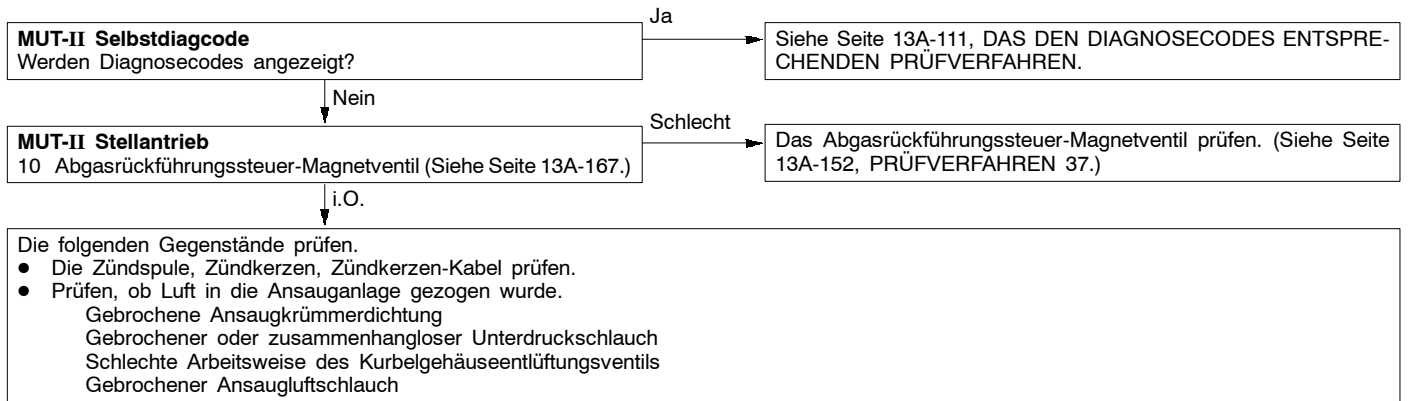 Ja
MUT-II Selbstdiagcode
Werden Diagnosecodes angezeigt?
Siehe Seite 13A-111, DAS DEN DIAGNOSECODES ENTSPRE-
CHENDEN PRÜFVERFAHREN.
Nein
MUT-II Stellantrieb
10 Abgasrückführungssteuer-Magnetventil (Siehe Seite 13A-167.)
Schlecht
Das Abgasrückführungssteuer-Magnetventil prüfen. (Siehe Seite
13A-152, PRÜFVERFAHREN 37.)
i.O.
Die folgenden Gegenstände prüfen.
● Die Zündspule, Zündkerzen, Zündkerzen-Kabel prüfen.
● Prüfen, ob Luft in die Ansauganlage gezogen wurde.
Gebrochene Ansaugkrümmerdichtung
Gebrochener oder zusammenhangloser Unterdruckschlauch
Schlechte Arbeitsweise des Kurbelgehäuseentlüftungsventils
Gebrochener Ansaugluftschlauch